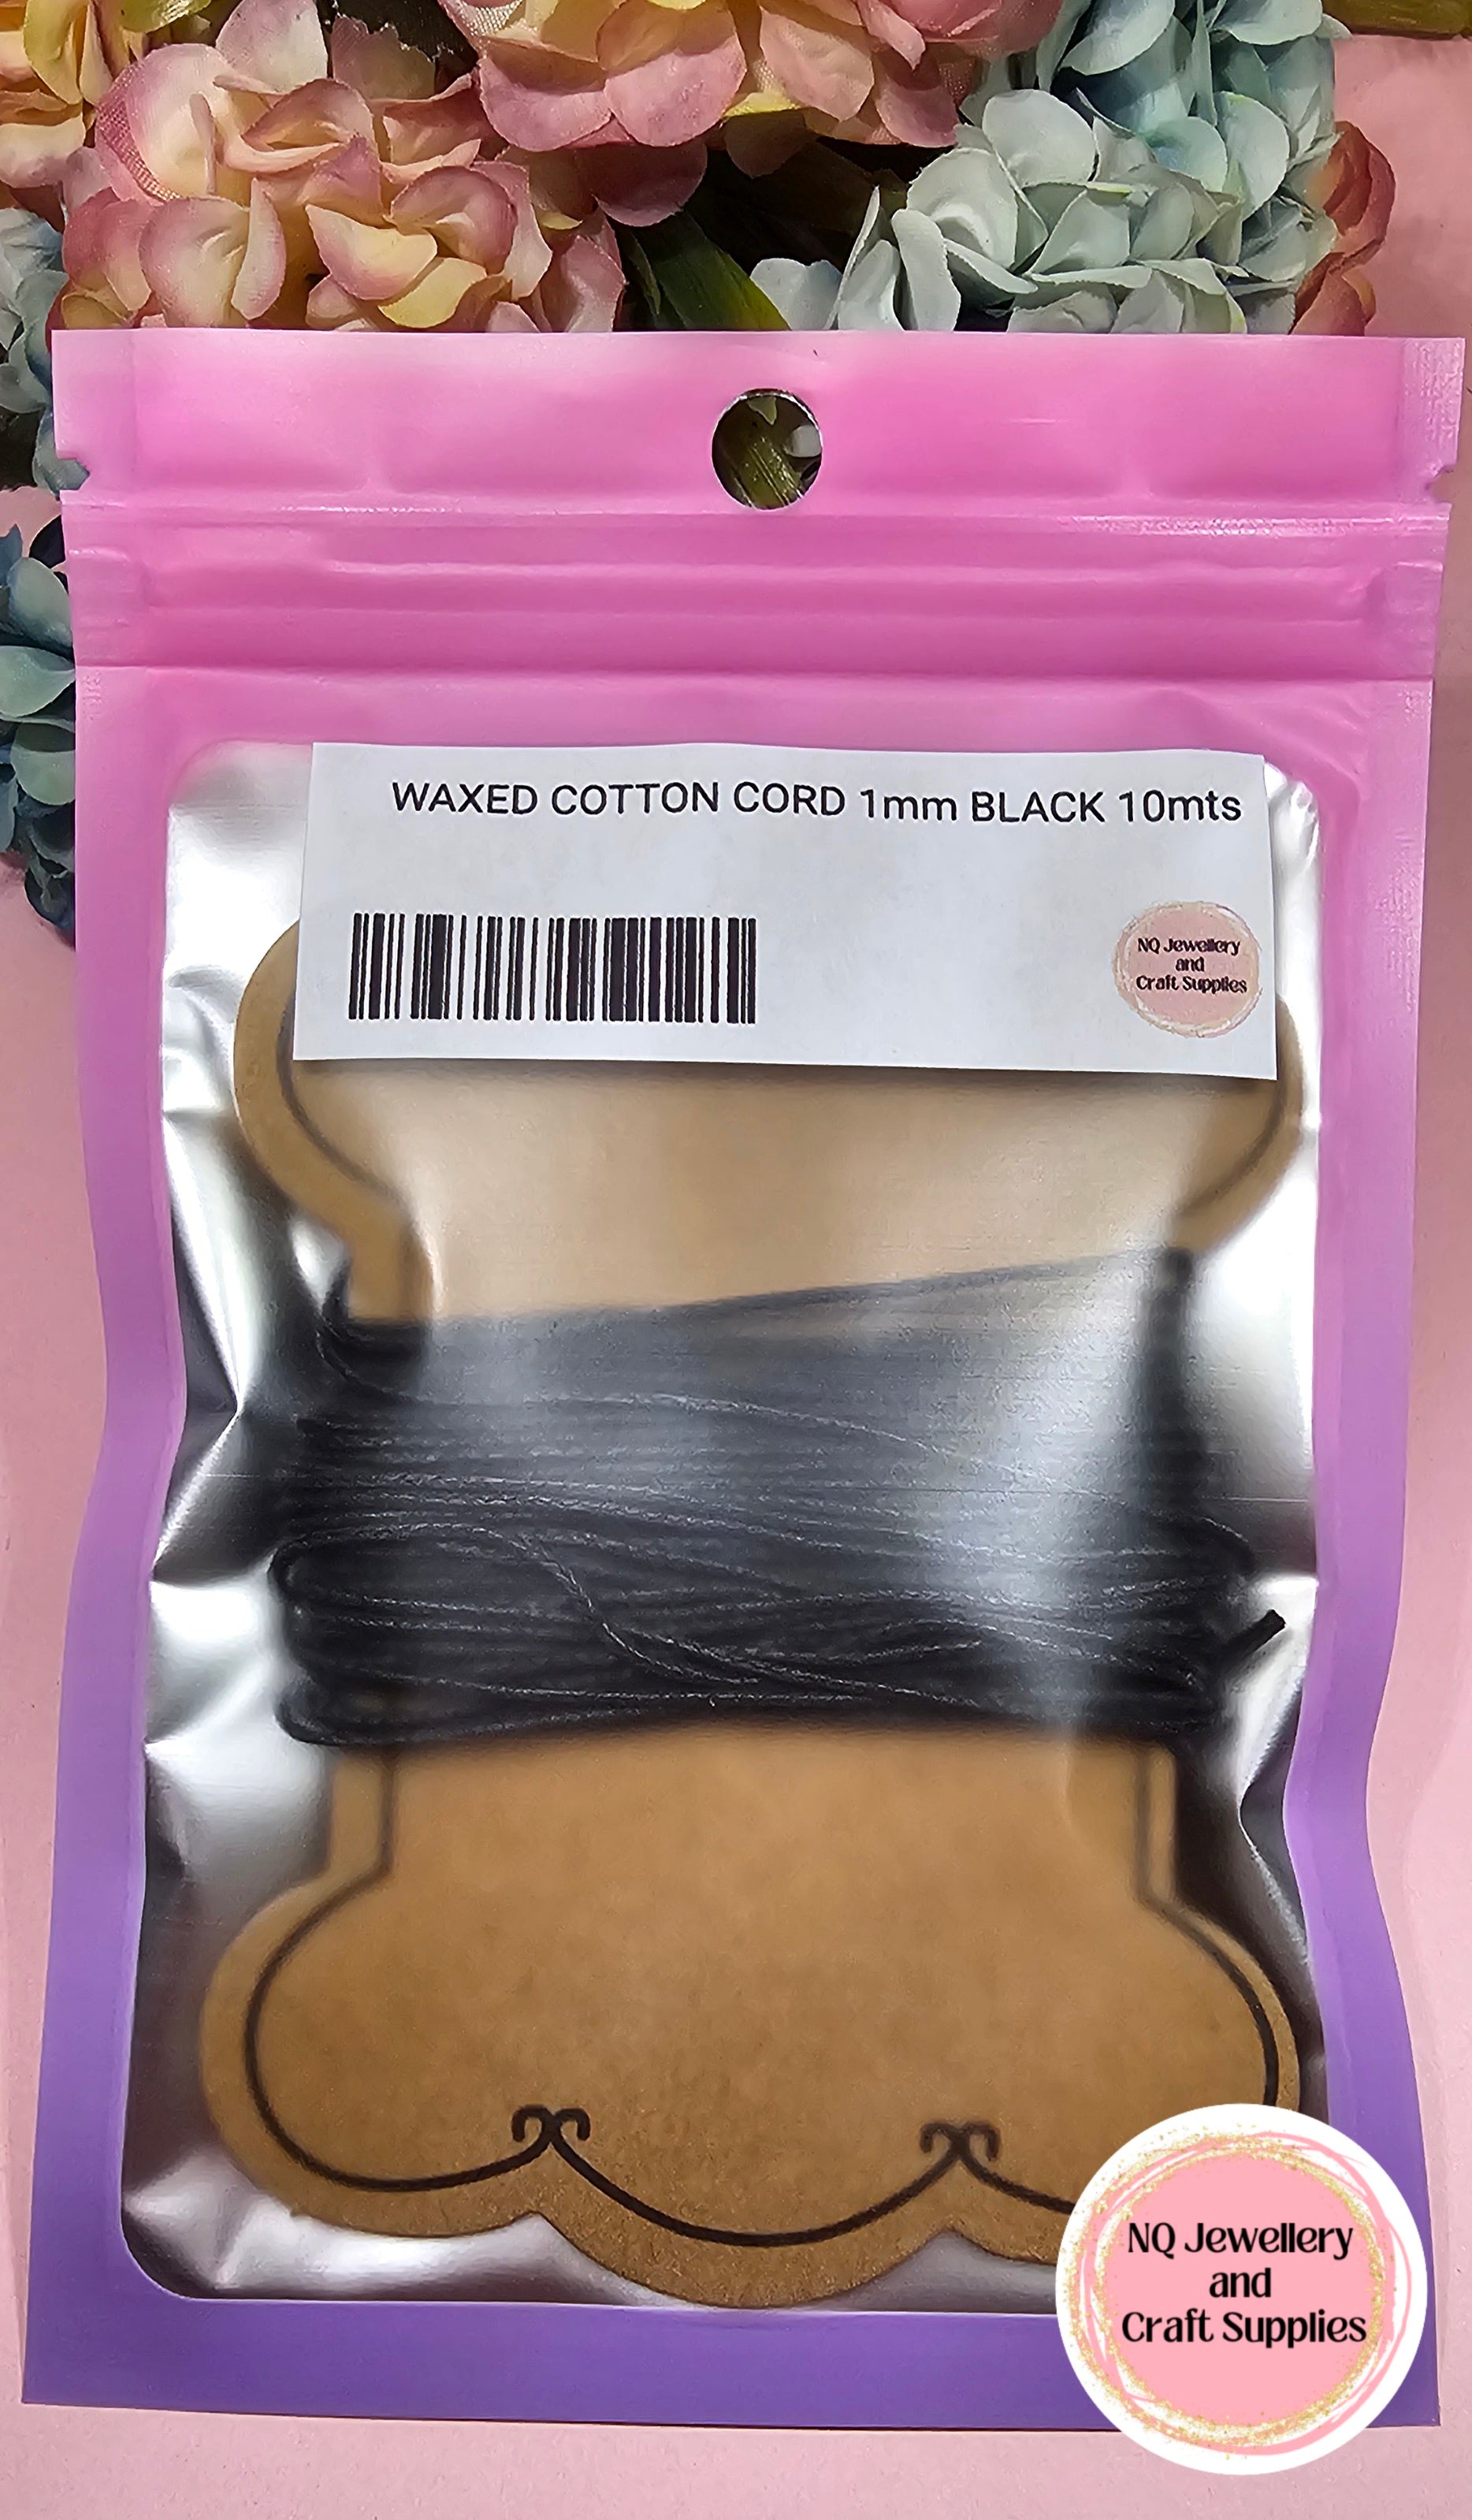 WAXED COTTON CORD 1mm BLACK 10mts
NQ Jewellery
and
Craft Supplies
NQ Jewellery
and
Craft Supplies